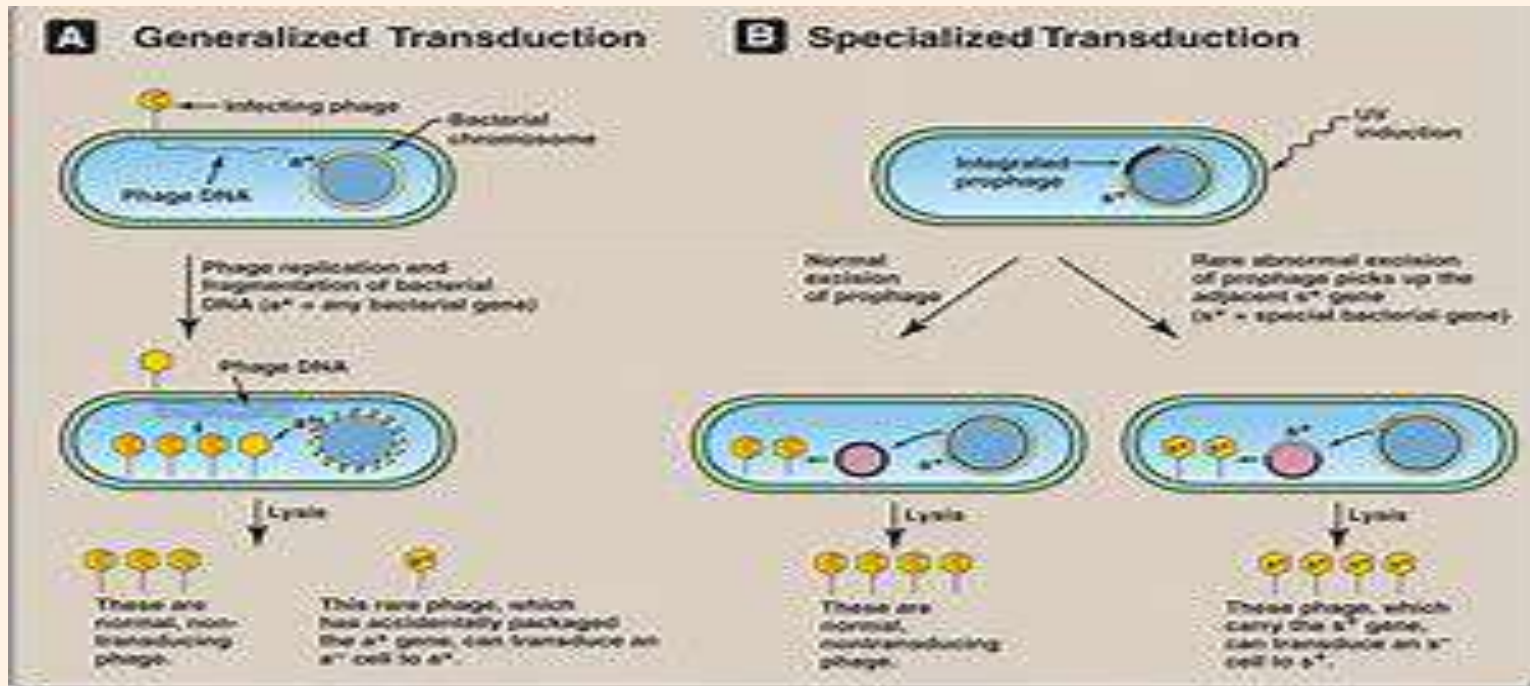 A Generalized Transduction
Infecting phage
Bacterial
chromosome
a⁺
Phage DNA
Phage replication and
fragmentation of bacterial
DNA (a⁺ = any bacterial gene)
Phage DNA
Lysis
These are
normal, non-
transducing
phage.
This rare phage, which
has accidentally packaged
the a⁺ gene, can transduce an
a⁻ cell to a⁺.
B Specialized Transduction
UV
induction
Integrated
prophage
s⁺
Normal
excision
of prophage
Rare abnormal excision
of prophage picks up the
adjacent s⁺ gene
(s⁺ = special bacterial gene)
s⁺
Lysis
These are
normal,
nontransducing
phage.
s⁺
Lysis
These phage, which
carry the s⁺ gene,
can transduce an s⁻
cell to s⁺.